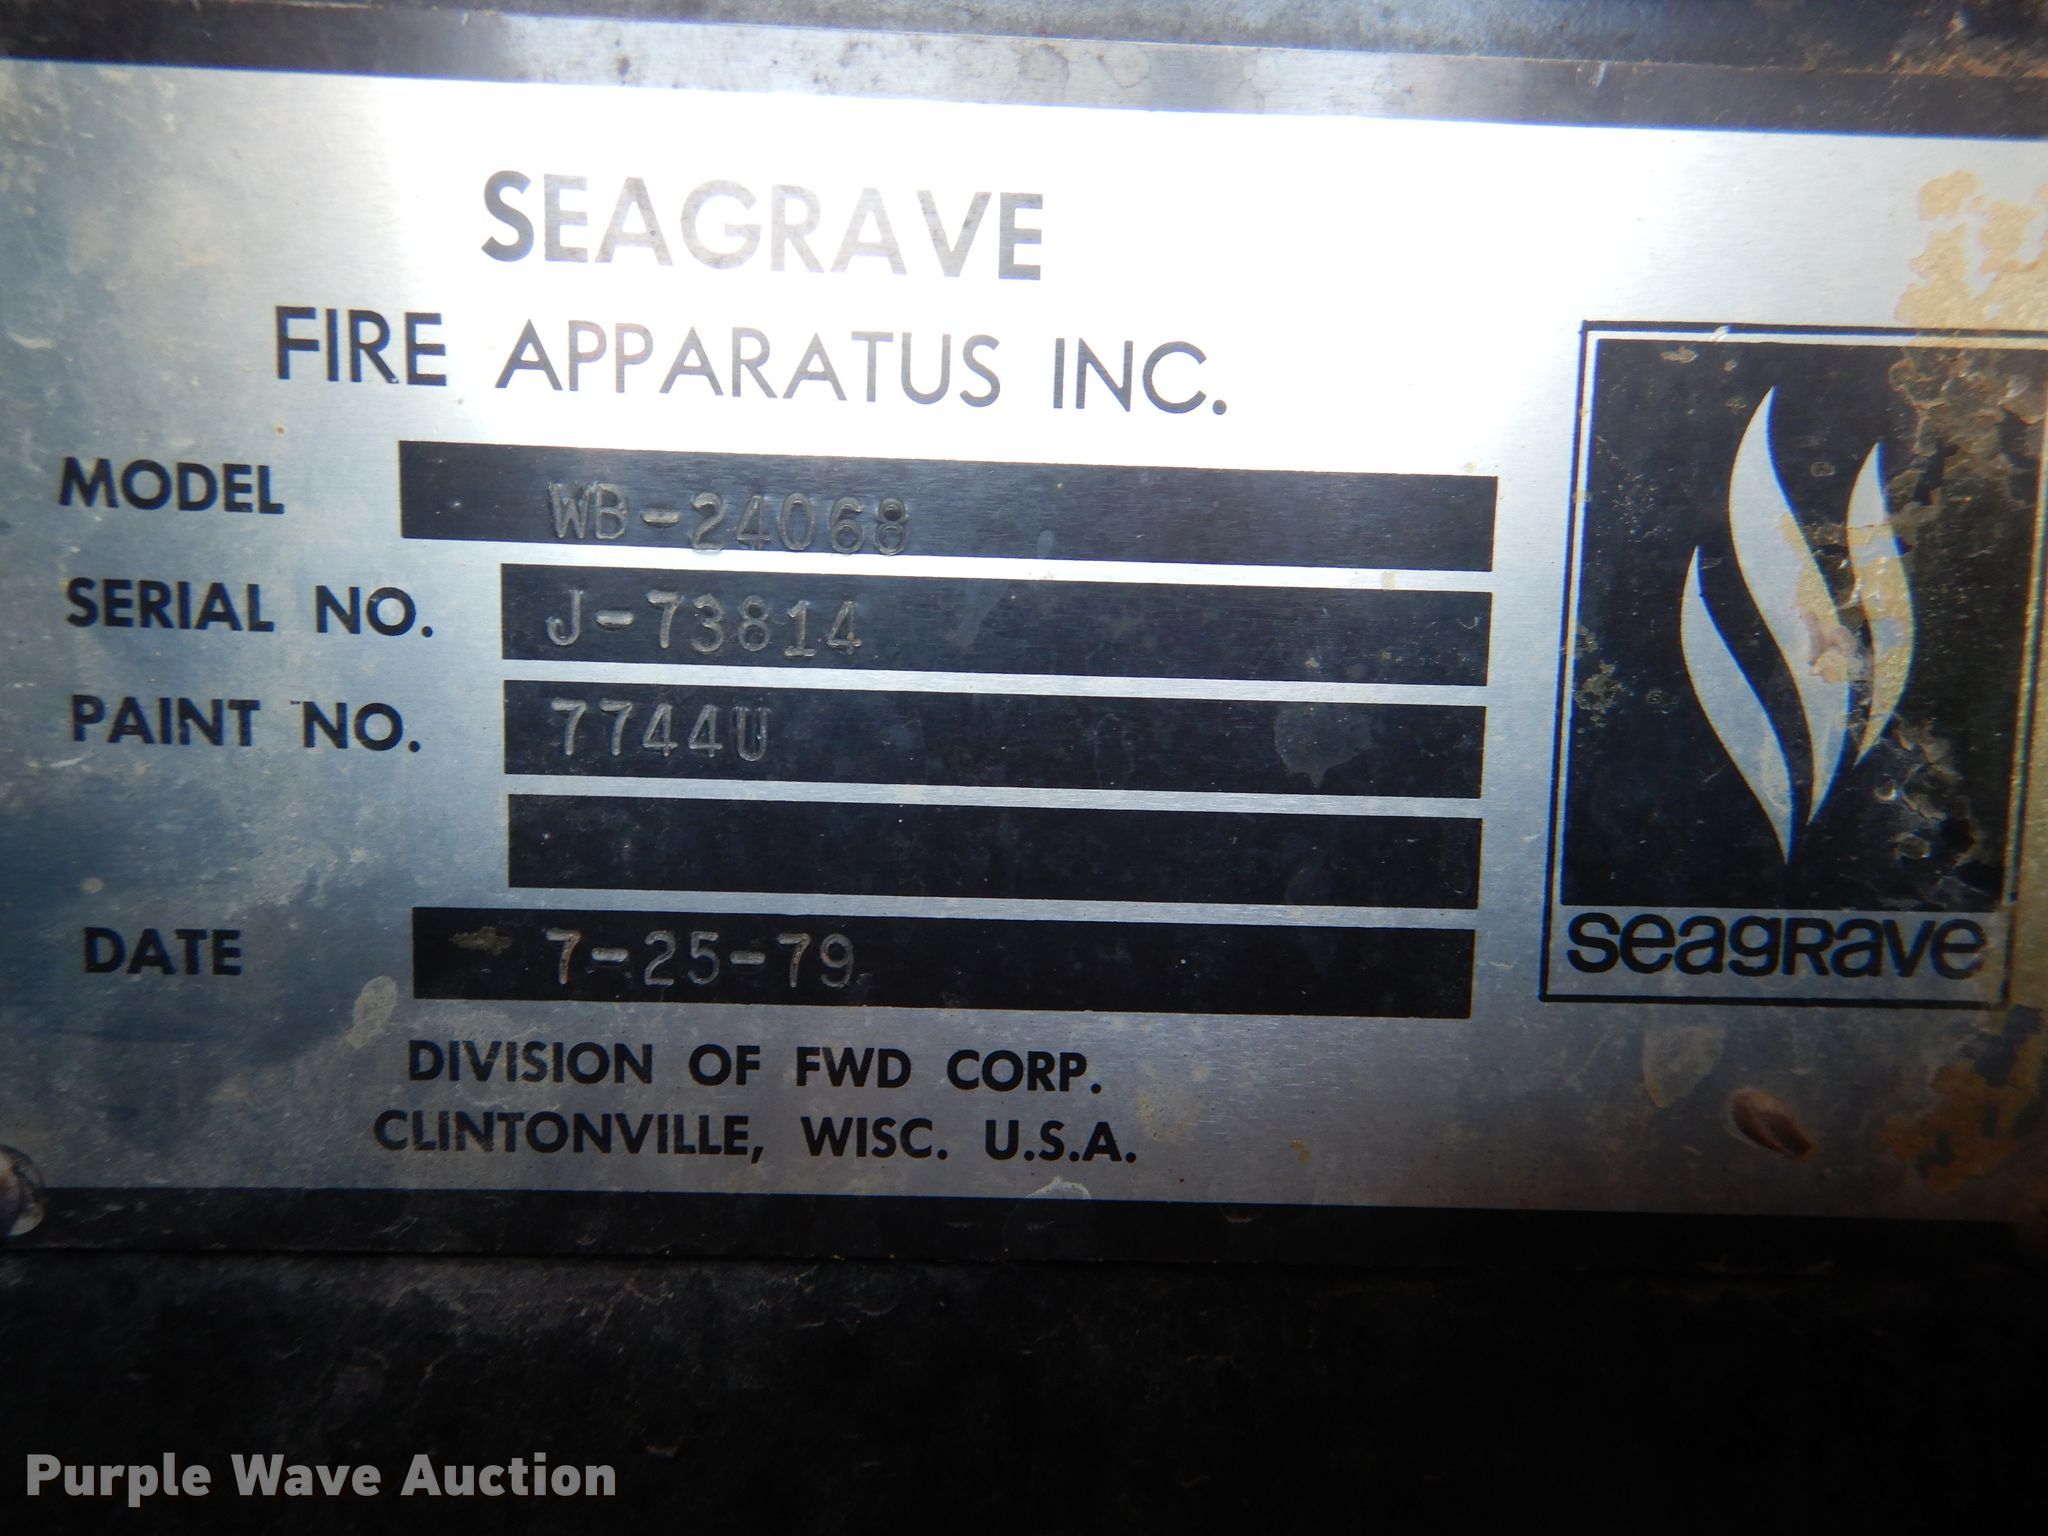 SEAGRAVE
FIRE APPARATUS INC.
MODEL WB-24068
SERIAL NO. J-73814
PAINT NO. 7744U
DATE 7-25-79
DIVISION OF FWD CORP.
CLINTONVILLE, WISC. U.S.A.
seagrave
Purple Wave Auction